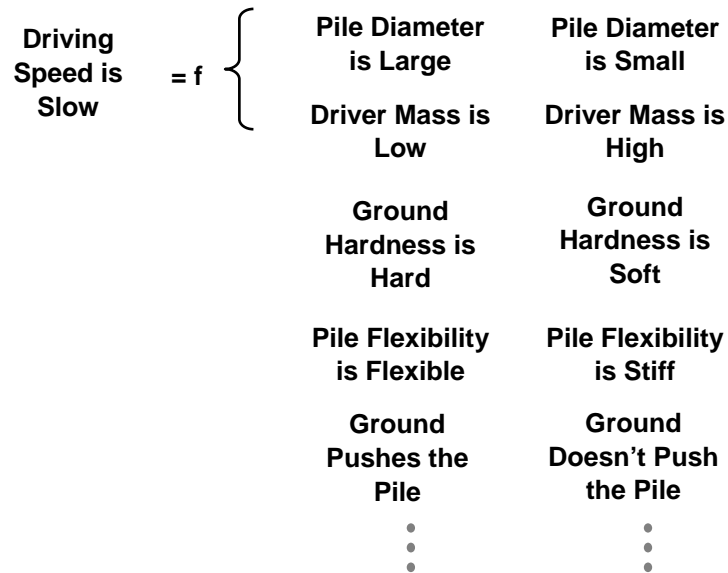 Driving
Speed is
Slow
= f
Pile Diameter
is Large
Pile Diameter
is Small
Driver Mass is
Low
Driver Mass is
High
Ground
Hardness is
Hard
Ground
Hardness is
Soft
Pile Flexibility
is Flexible
Pile Flexibility
is Stiff
Ground
Pushes the
Pile
Ground
Doesn’t Push
the Pile